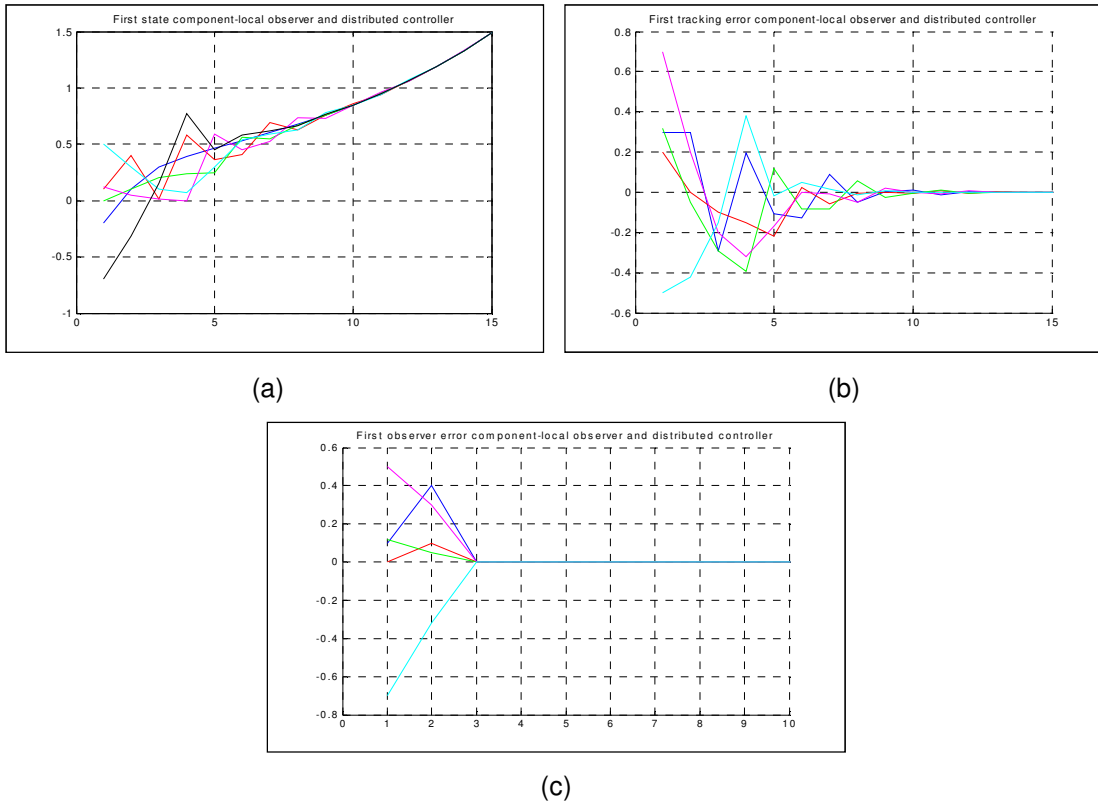 First state component-local observer and distributed controller
1.5
1
0.5
0
-0.5
-1
0 5 10 15
(a)
First tracking error component-local observer and distributed controller
0.8
0.6
0.4
0.2
0
-0.2
-0.4
-0.6
0 5 10 15
(b)
First observer error component-local observer and distributed controller
0.6
0.4
0.2
0
-0.2
-0.4
-0.6
-0.8
0 1 2 3 4 5 6 7 8 9 10
(c)